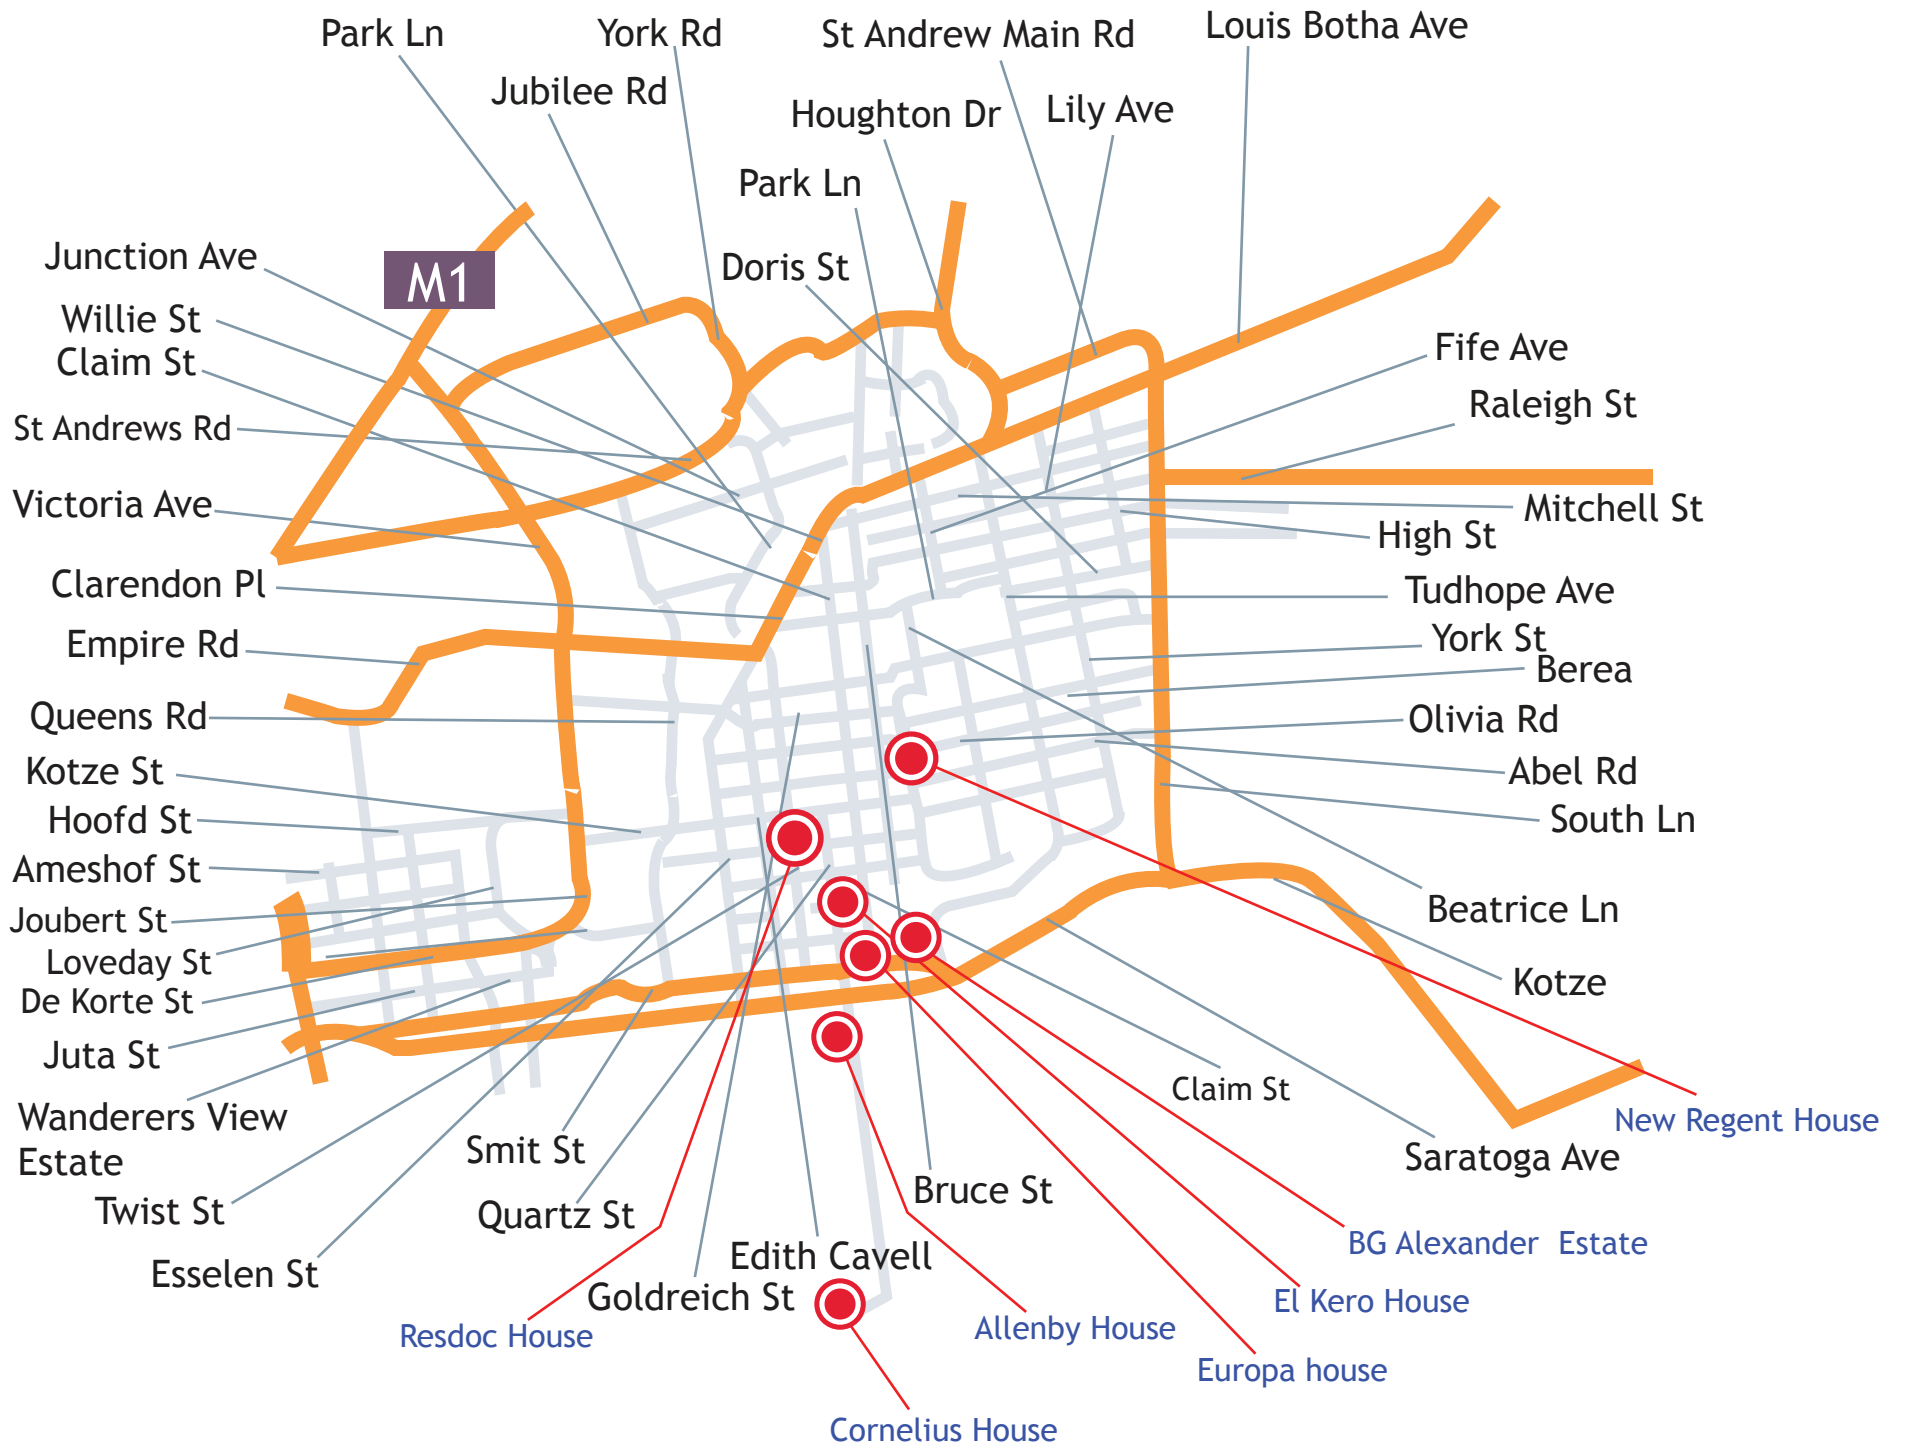 Park Ln
York Rd
St Andrew Main Rd
Louis Botha Ave
Jubilee Rd
Houghton Dr
Lily Ave
Park Ln
Junction Ave
M1
Doris St
Willie St
Claim St
Fife Ave
Raleigh St
St Andrews Rd
Victoria Ave
Mitchell St
High St
Clarendon Pl
Tudhope Ave
Empire Rd
York St
Berea
Queens Rd
Olivia Rd
Kotze St
Abel Rd
Hoofd St
South Ln
Ameshof St
Joubert St
Beatrice Ln
Loveday St
De Korte St
Kotze
Juta St
Claim St
Wanderers View
Estate
New Regent House
Smit St
Saratoga Ave
Twist St
Quartz St
Bruce St
Esselen St
Edith Cavell
BG Alexander  Estate
Goldreich St
El Kero House
Resdoc House
Allenby House
Europa house
Cornelius House